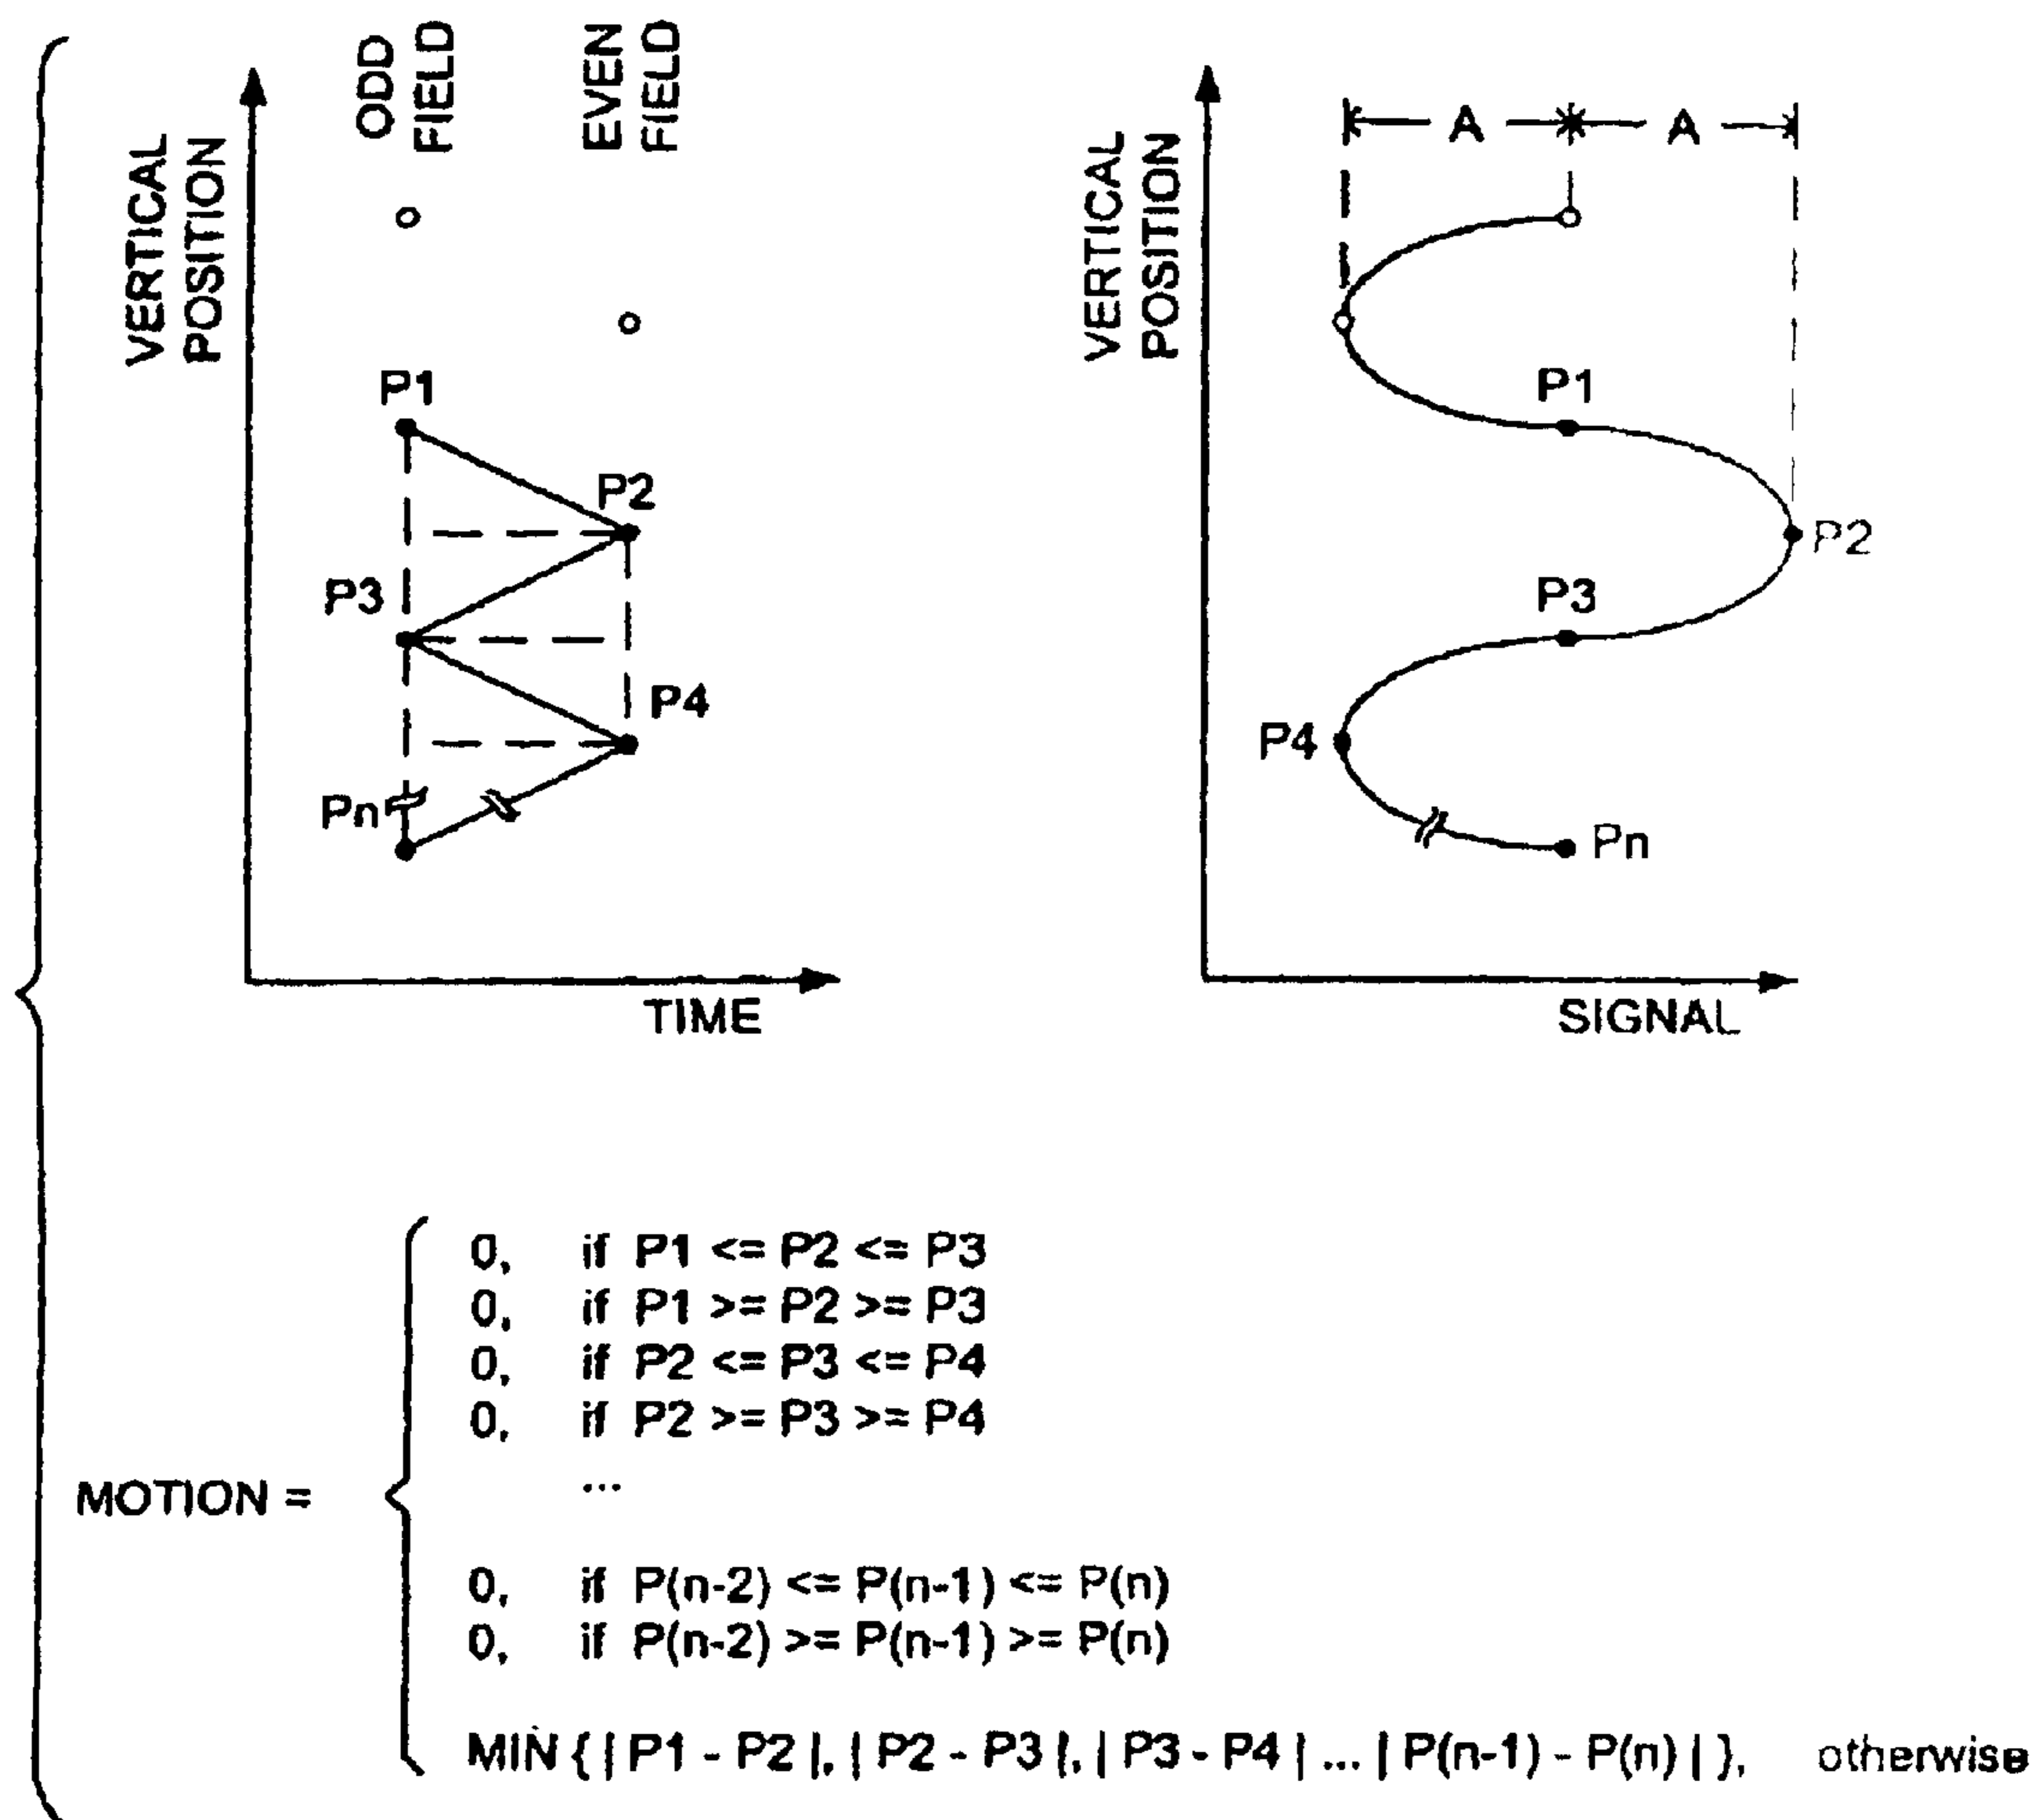 VERTICAL
POSITION
ODD
FIELD
EVEN
FIELD
P1
P2
P3
P4
Pn
TIME
VERTICAL
POSITION
A
A
P1
P2
P3
P4
Pn
SIGNAL
MOTION =
0, if P1 <= P2 <= P3
0, if P1 >= P2 >= P3
0, if P2 <= P3 <= P4
0, if P2 >= P3 >= P4
...
0, if P(n-2) <= P(n-1) <= P(n)
0, if P(n-2) >= P(n-1) >= P(n)
MIN { | P1 - P2 |, | P2 - P3 |, | P3 - P4 | ... | P(n-1) - P(n) | }, otherwise